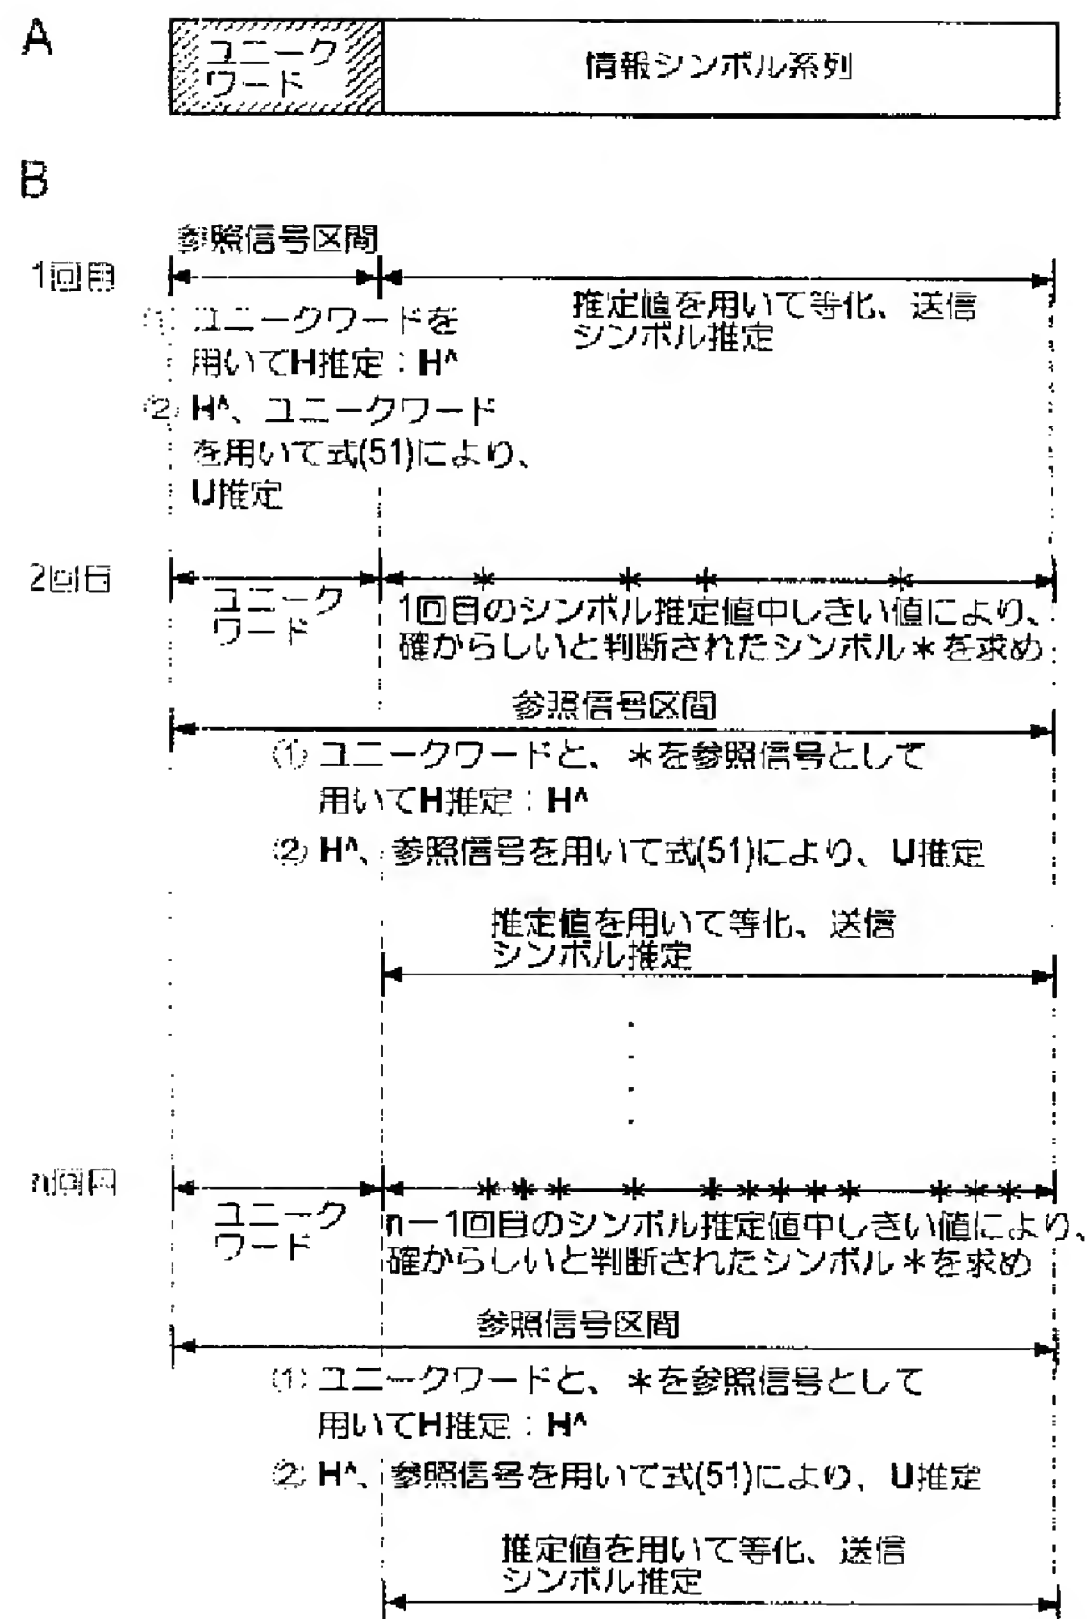 A
ユニーク
ワード
情報シンボル系列
B
参照信号区間
1回目
推定値を用いて等化、送信
シンボル推定
(1) ユニークワードを
用いてH推定：H^
(2) H^、ユニークワード
を用いて式(51)により、
U推定
2回目
ユニーク
ワード
1回目のシンボル推定値中しきい値により、
確からしいと判断されたシンボル＊を求め
参照信号区間
(1) ユニークワードと、＊を参照信号として
用いてH推定：H^
(2) H^、参照信号を用いて式(51)により、U推定
推定値を用いて等化、送信
シンボル推定
n回目
ユニーク
ワード
n－1回目のシンボル推定値中しきい値により、
確からしいと判断されたシンボル＊を求め
参照信号区間
(1) ユニークワードと、＊を参照信号として
用いてH推定：H^
(2) H^、参照信号を用いて式(51)により、U推定
推定値を用いて等化、送信
シンボル推定